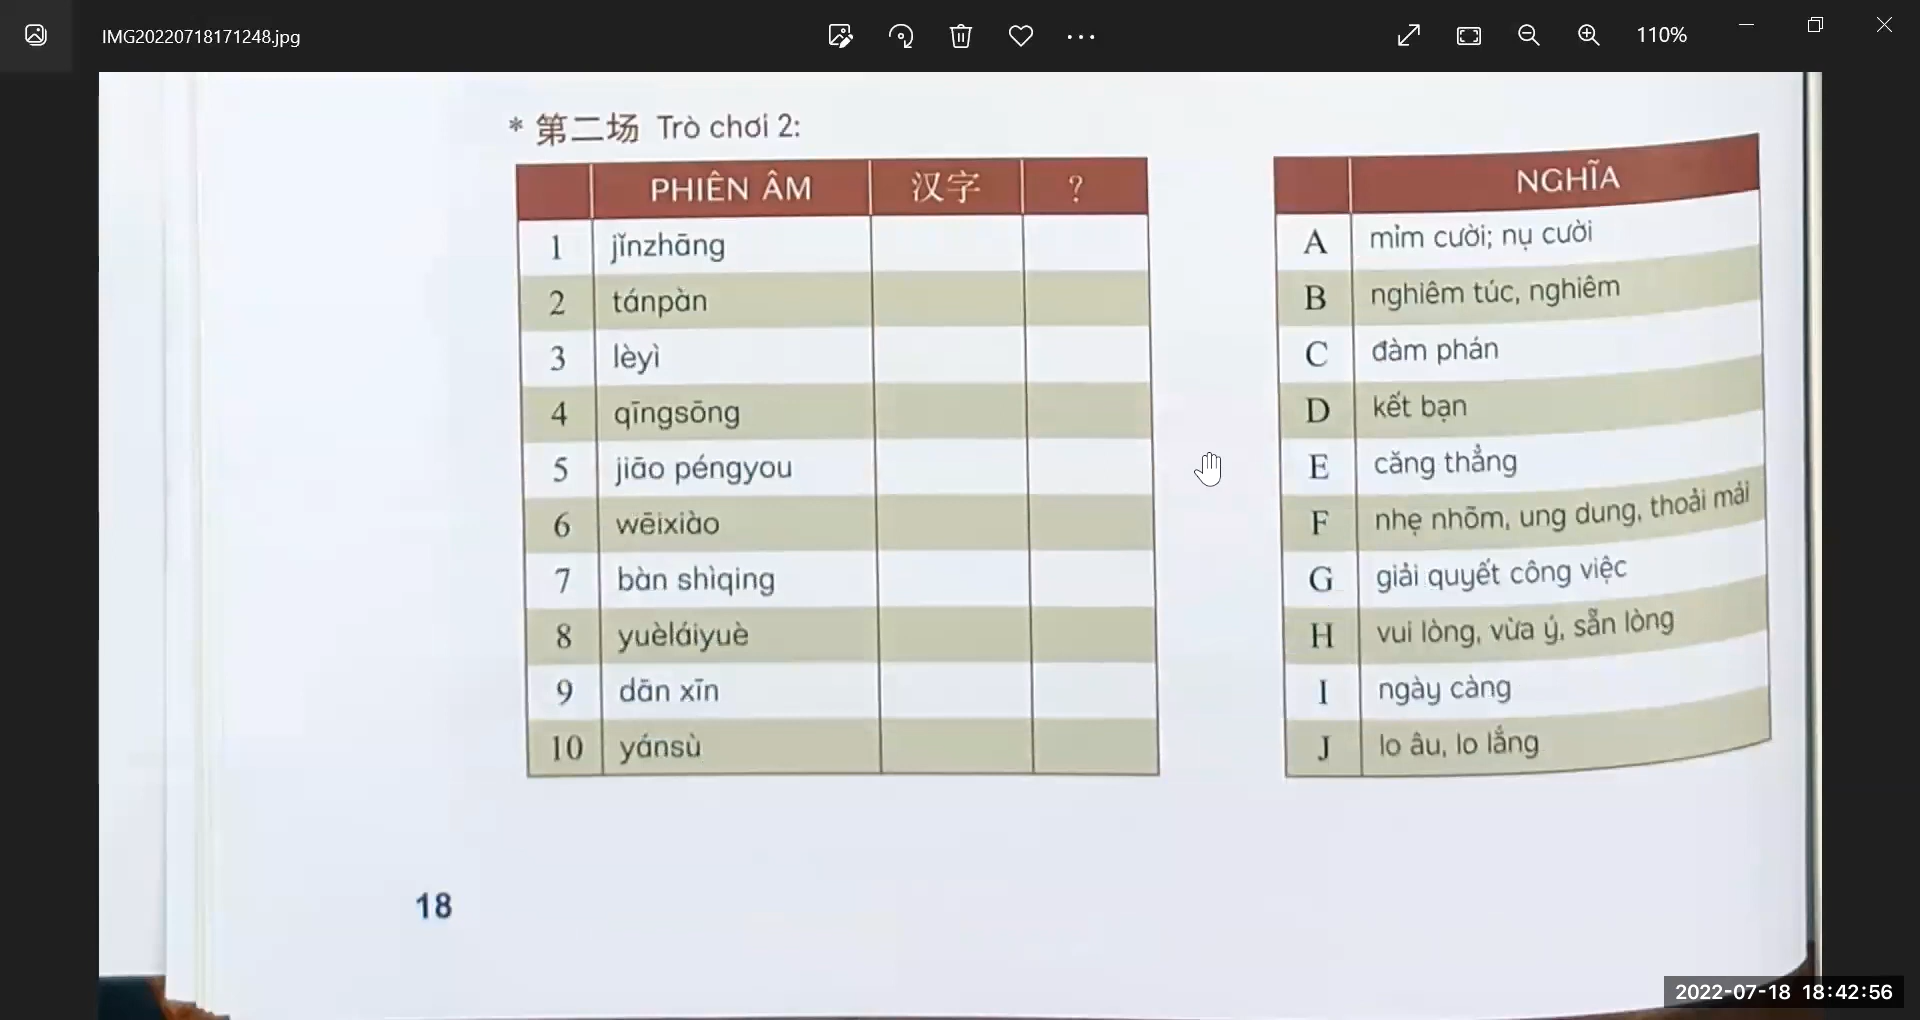 IMG20220718171248.jpg
110%
* 第二场 Trò chơi 2:
PHIÊN ÂM 汉字 ?
1 jǐnzhāng
2 tánpàn
3 lèyì
4 qīngsōng
5 jiāo péngyou
6 wēixiào
7 bàn shìqing
8 yuèláiyuè
9 dān xīn
10 yánsù
NGHĨA
A mỉm cười; nụ cười
B nghiêm túc, nghiêm
C đàm phán
D kết bạn
E căng thẳng
F nhẹ nhõm, ung dung, thoải mái
G giải quyết công việc
H vui lòng, vừa ý, sẵn lòng
I ngày càng
J lo âu, lo lắng
18
2022-07-18 18:42:56